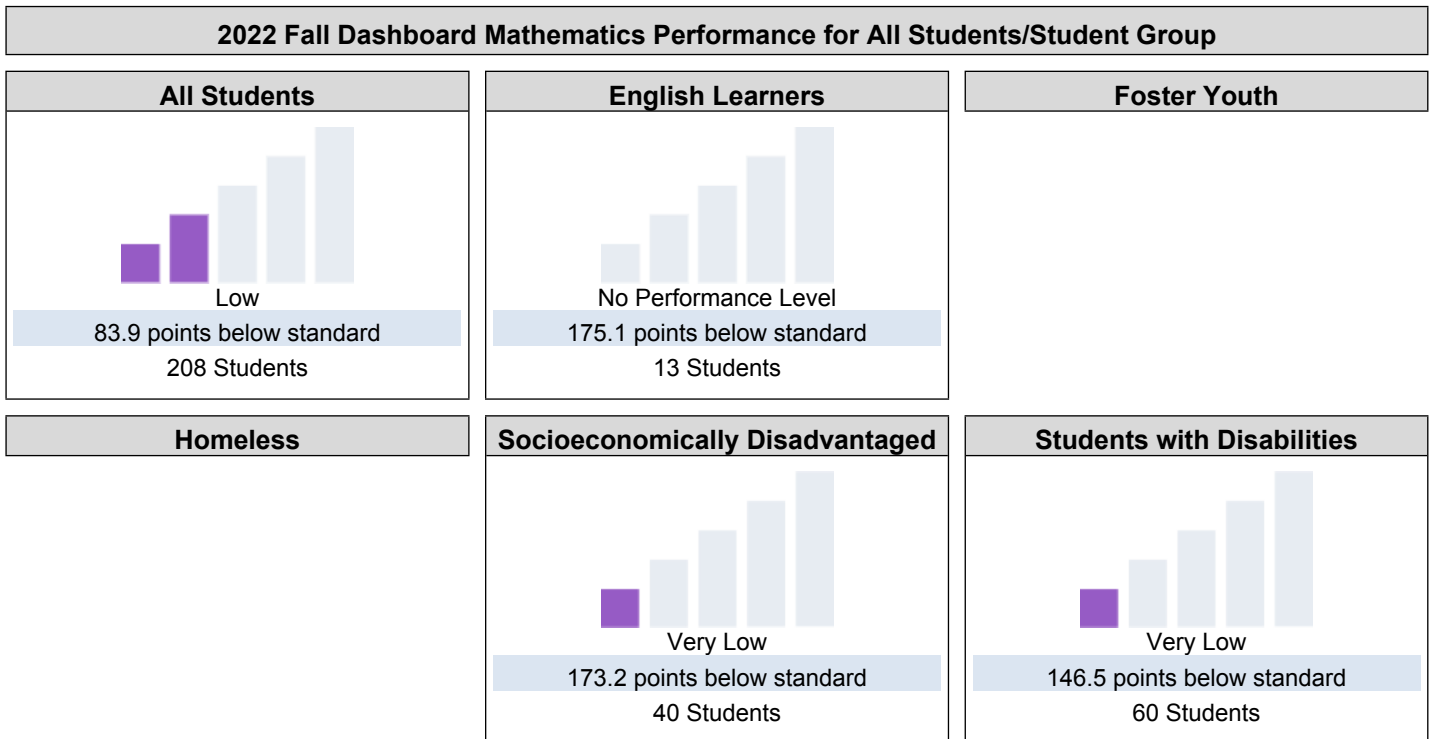 2022 Fall Dashboard Mathematics Performance for All Students/Student Group
All Students
Low
83.9 points below standard
208 Students
English Learners
No Performance Level
175.1 points below standard
13 Students
Foster Youth
Homeless
Socioeconomically Disadvantaged
Very Low
173.2 points below standard
40 Students
Students with Disabilities
Very Low
146.5 points below standard
60 Students